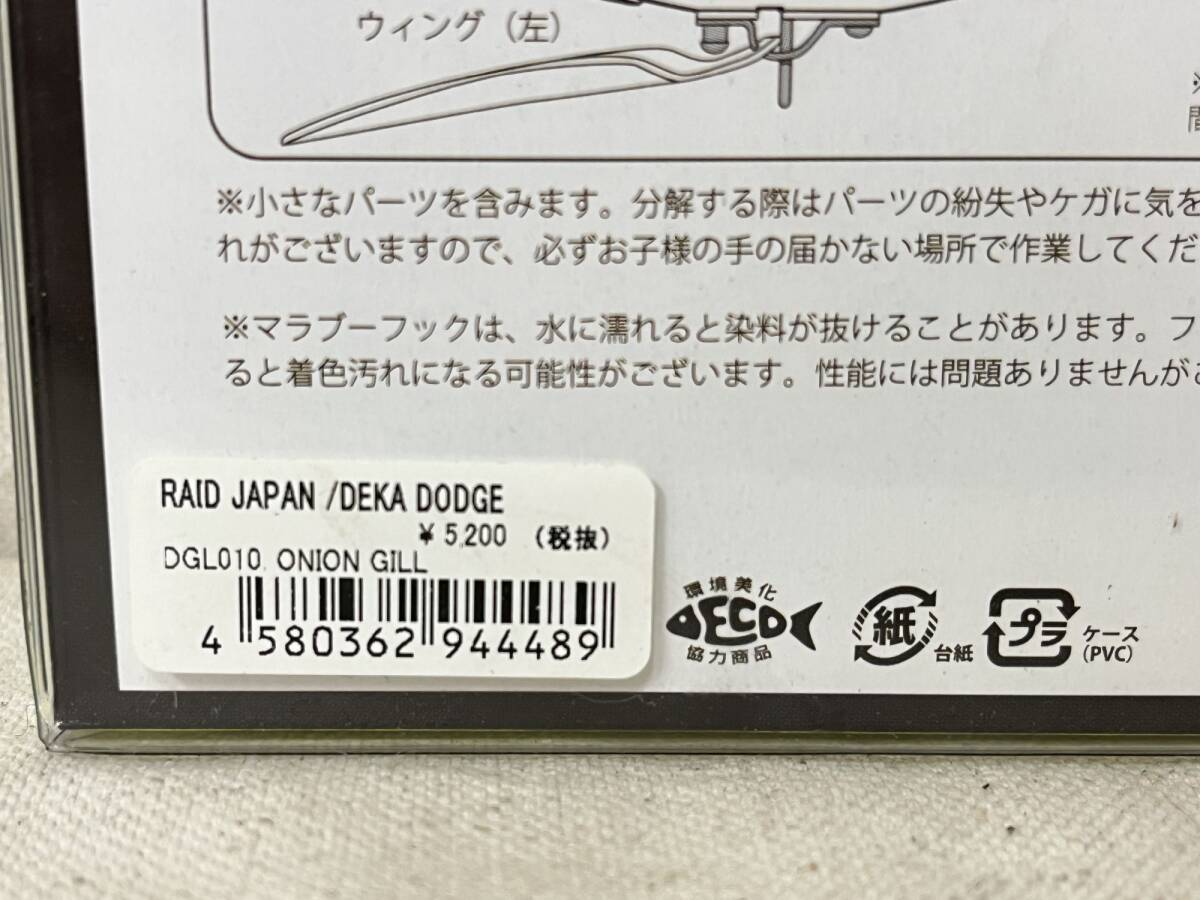 ウィング（左）
※小さなパーツを含みます。分解する際はパーツの紛失やケガに気を
れがございますので、必ずお子様の手の届かない場所で作業してくだ
※マラブーフックは、水に濡れると染料が抜けることがあります。フ
ると着色汚れになる可能性がございます。性能には問題ありませんがご
RAID JAPAN /DEKA DODGE
¥ 5,200 （税抜）
DGL010. ONION GILL
4 580362 944489
環境美化
DECO
協力商品
紙
台紙
プラ
ケース
（PVC）